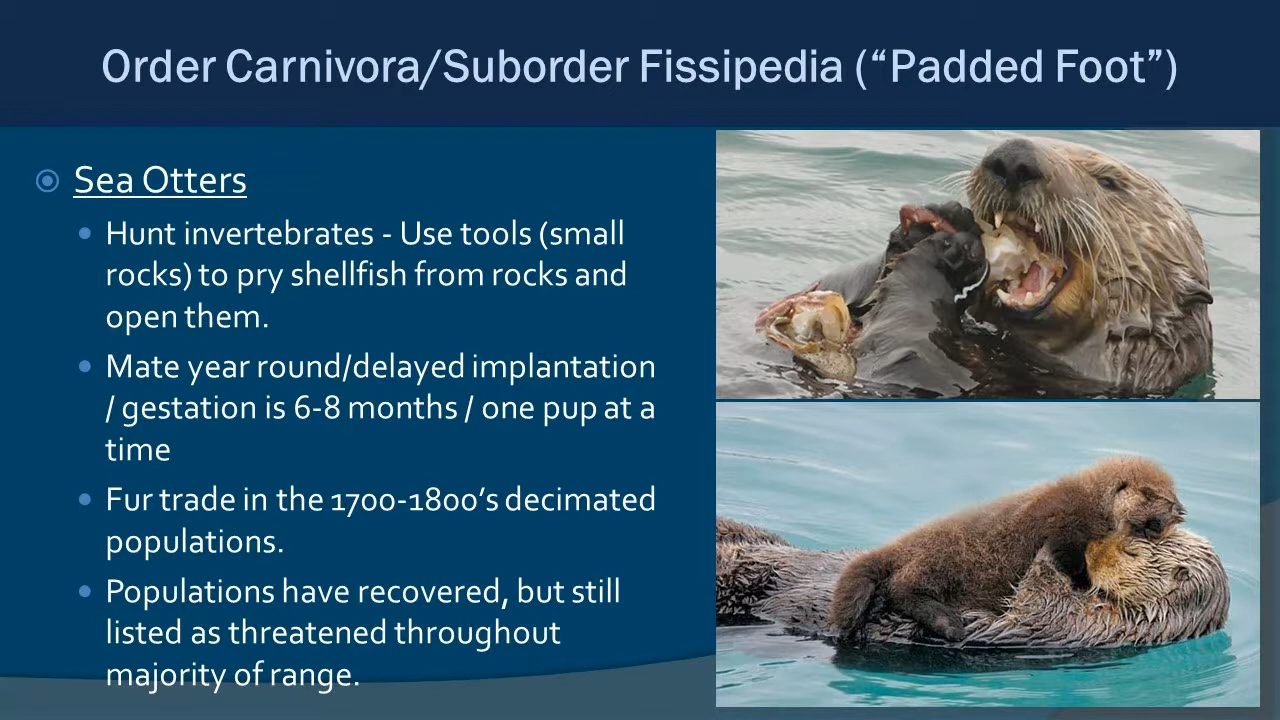 Order Carnivora/Suborder Fissipedia (“Padded Foot”)
Sea Otters
Hunt invertebrates - Use tools (small
rocks) to pry shellfish from rocks and
open them.
Mate year round/delayed implantation
/ gestation is 6-8 months / one pup at a
time
Fur trade in the 1700-1800’s decimated
populations.
Populations have recovered, but still
listed as threatened throughout
majority of range.